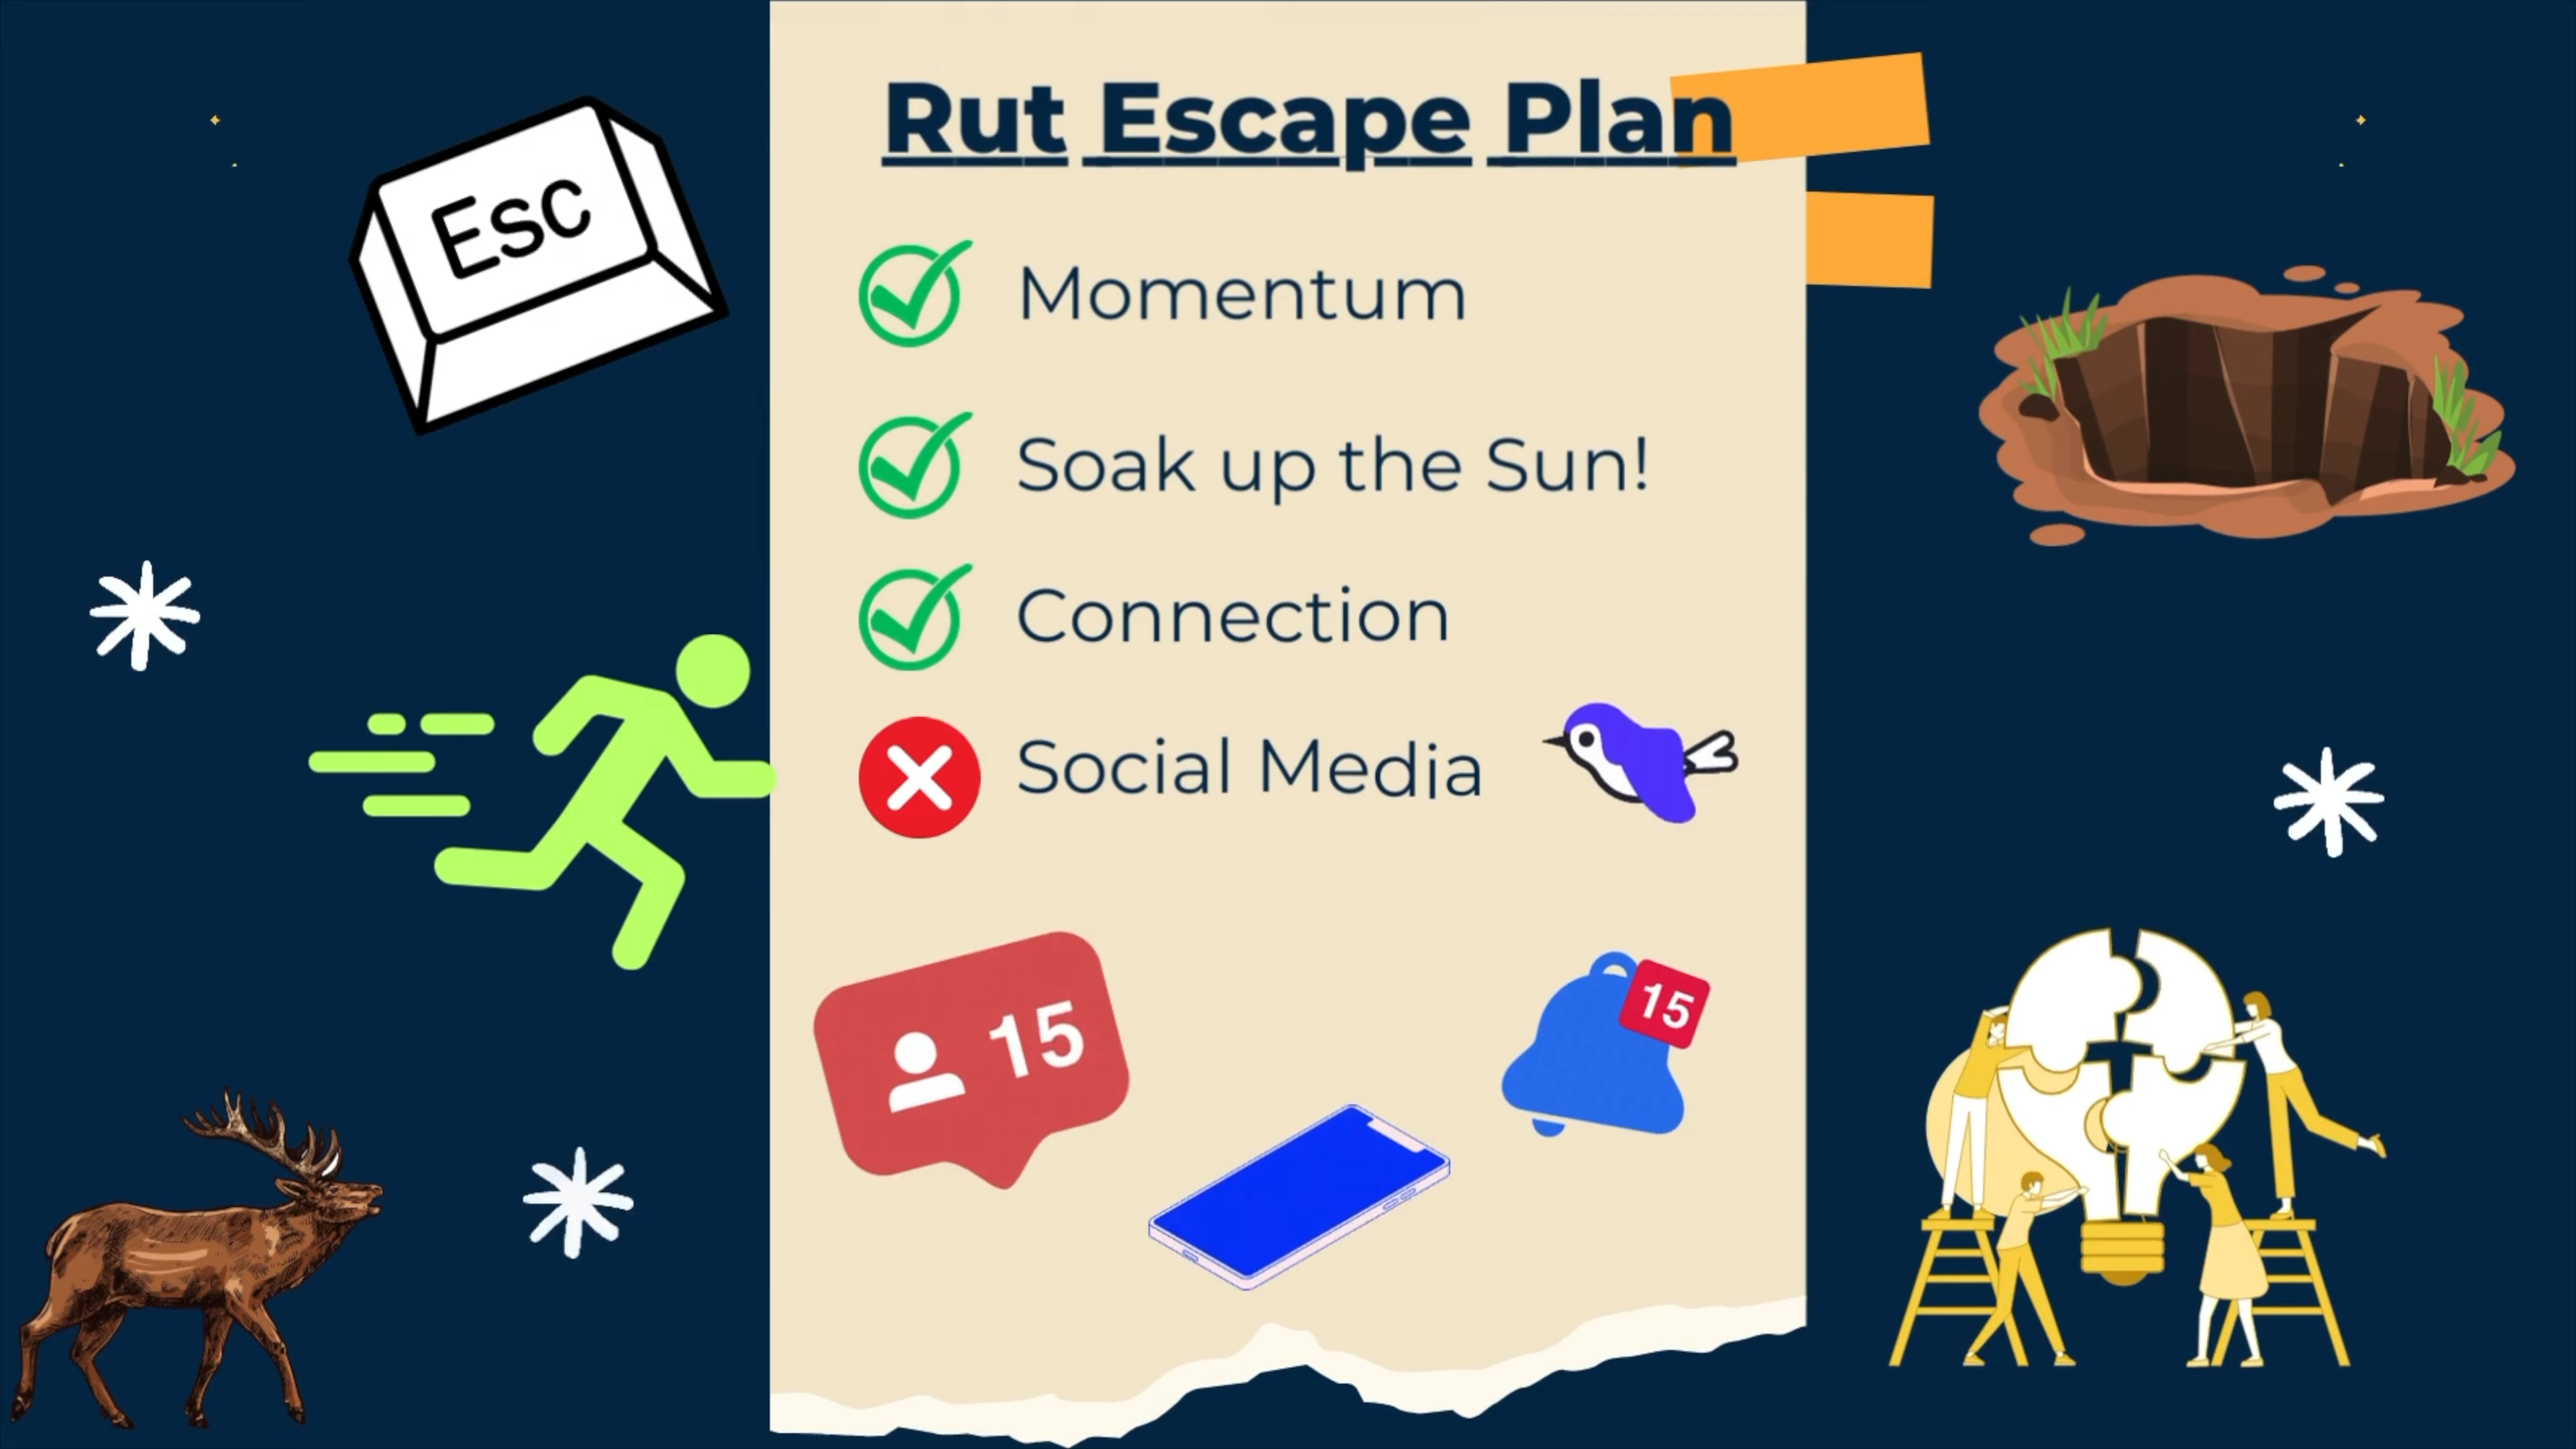 Rut Escape Plan
Esc
Momentum
Soak up the Sun!
Connection
Social Media
15
15